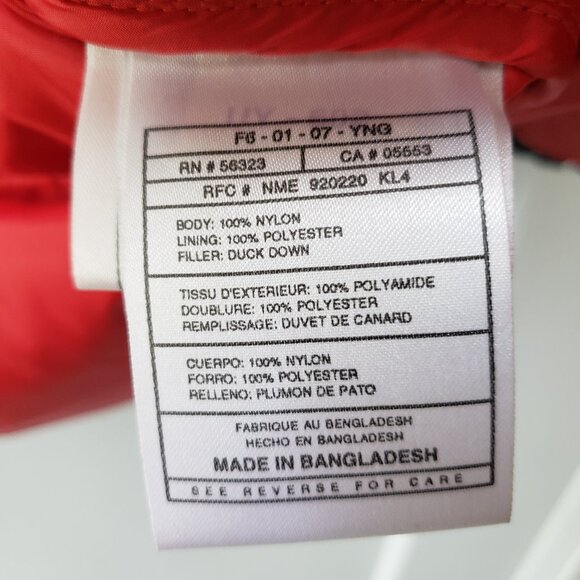 F6 - 01 - 07 - YNG
RN # 56323 CA # 05553
RFC # NME 920220 KL4
BODY: 100% NYLON
LINING: 100% POLYESTER
FILLER: DUCK DOWN
TISSU D'EXTERIEUR: 100% POLYAMIDE
DOUBLURE: 100% POLYESTER
REMPLISSAGE: DUVET DE CANARD
CUERPO: 100% NYLON
FORRO: 100% POLYESTER
RELLENO: PLUMON DE PATO
FABRIQUE AU BENGLADESH
HECHO EN BANGLADESH
MADE IN BANGLADESH
SEE REVERSE FOR CARE